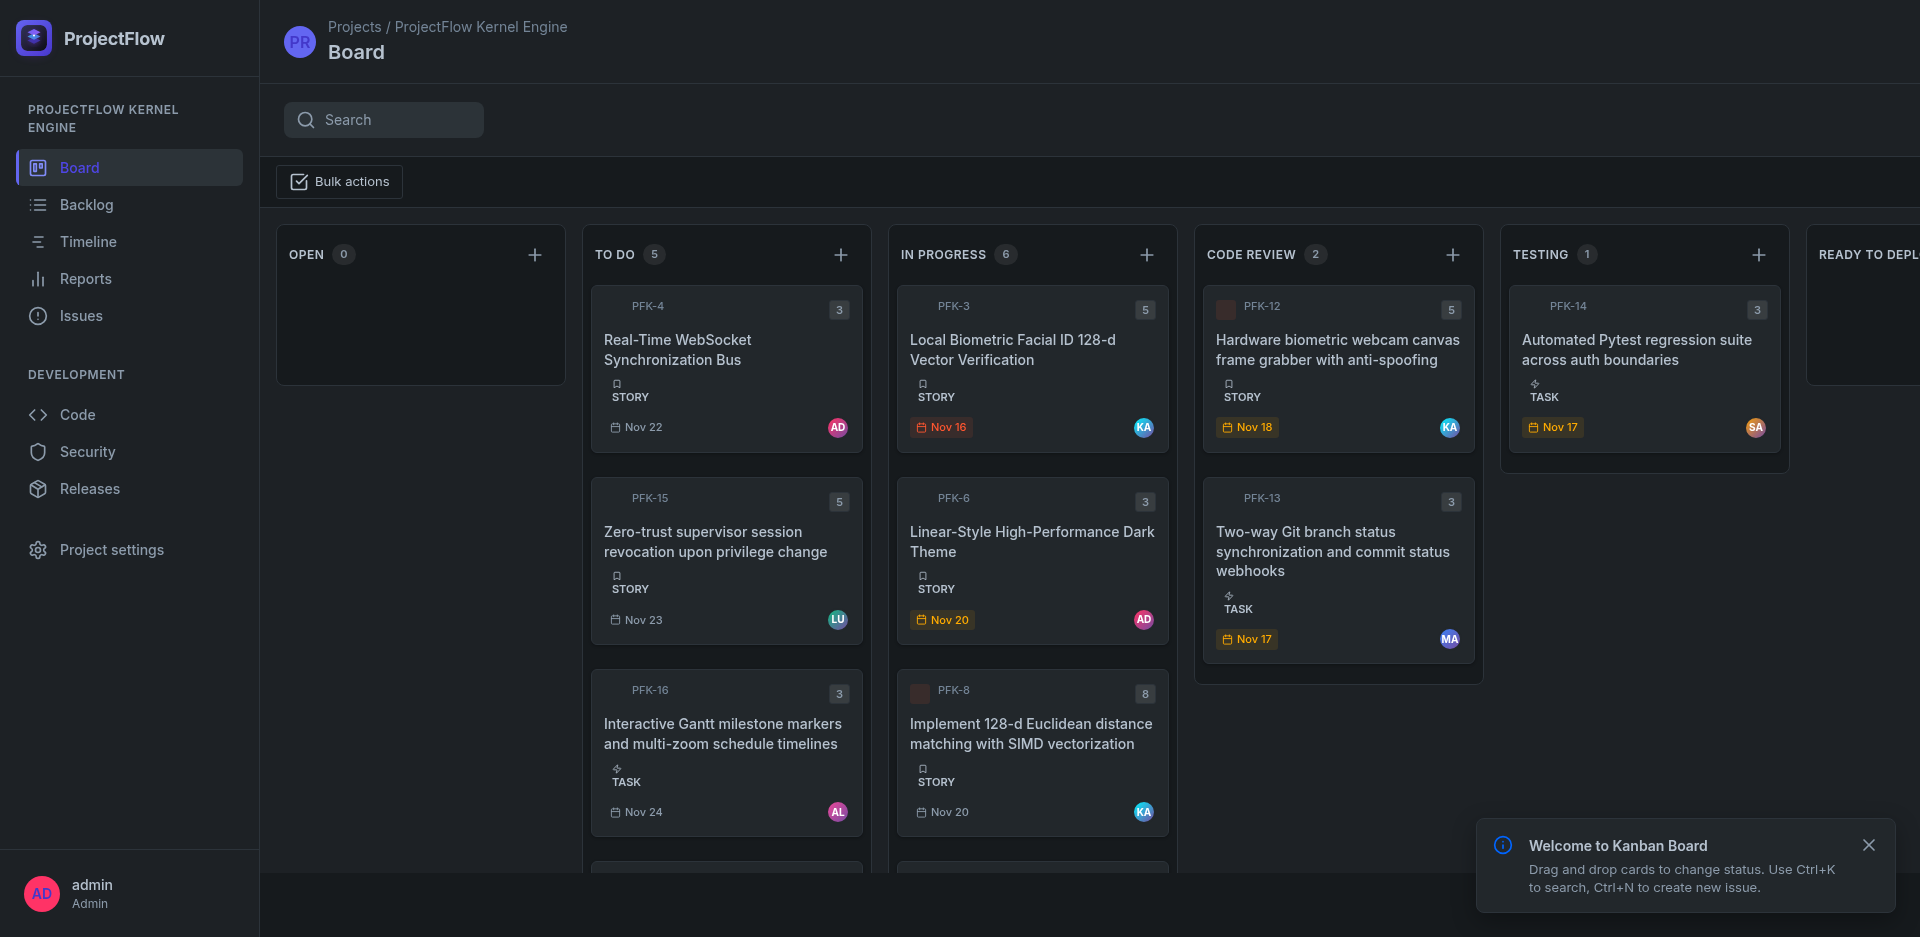 ProjectFlow
PROJECTFLOW KERNEL
ENGINE
Board
Backlog
Timeline
Reports
Issues
DEVELOPMENT
Code
Security
Releases
Project settings
AD
admin
Admin
PR
Projects / ProjectFlow Kernel Engine
Board
Search
Bulk actions
OPEN 0
TO DO 5
PFK-4 3
Real-Time WebSocket
Synchronization Bus
STORY
Nov 22 AD
PFK-15 5
Zero-trust supervisor session
revocation upon privilege change
STORY
Nov 23 LU
PFK-16 3
Interactive Gantt milestone markers
and multi-zoom schedule timelines
TASK
Nov 24 AL
IN PROGRESS 6
PFK-3 5
Local Biometric Facial ID 128-d
Vector Verification
STORY
Nov 16 KA
PFK-6 3
Linear-Style High-Performance Dark
Theme
STORY
Nov 20 AD
PFK-8 8
Implement 128-d Euclidean distance
matching with SIMD vectorization
STORY
Nov 20 KA
CODE REVIEW 2
PFK-12 5
Hardware biometric webcam canvas
frame grabber with anti-spoofing
STORY
Nov 18 KA
PFK-13 3
Two-way Git branch status
synchronization and commit status
webhooks
TASK
Nov 17 MA
TESTING 1
PFK-14 3
Automated Pytest regression suite
across auth boundaries
TASK
Nov 17 SA
READY TO DEPL
Welcome to Kanban Board
Drag and drop cards to change status. Use Ctrl+K
to search, Ctrl+N to create new issue.